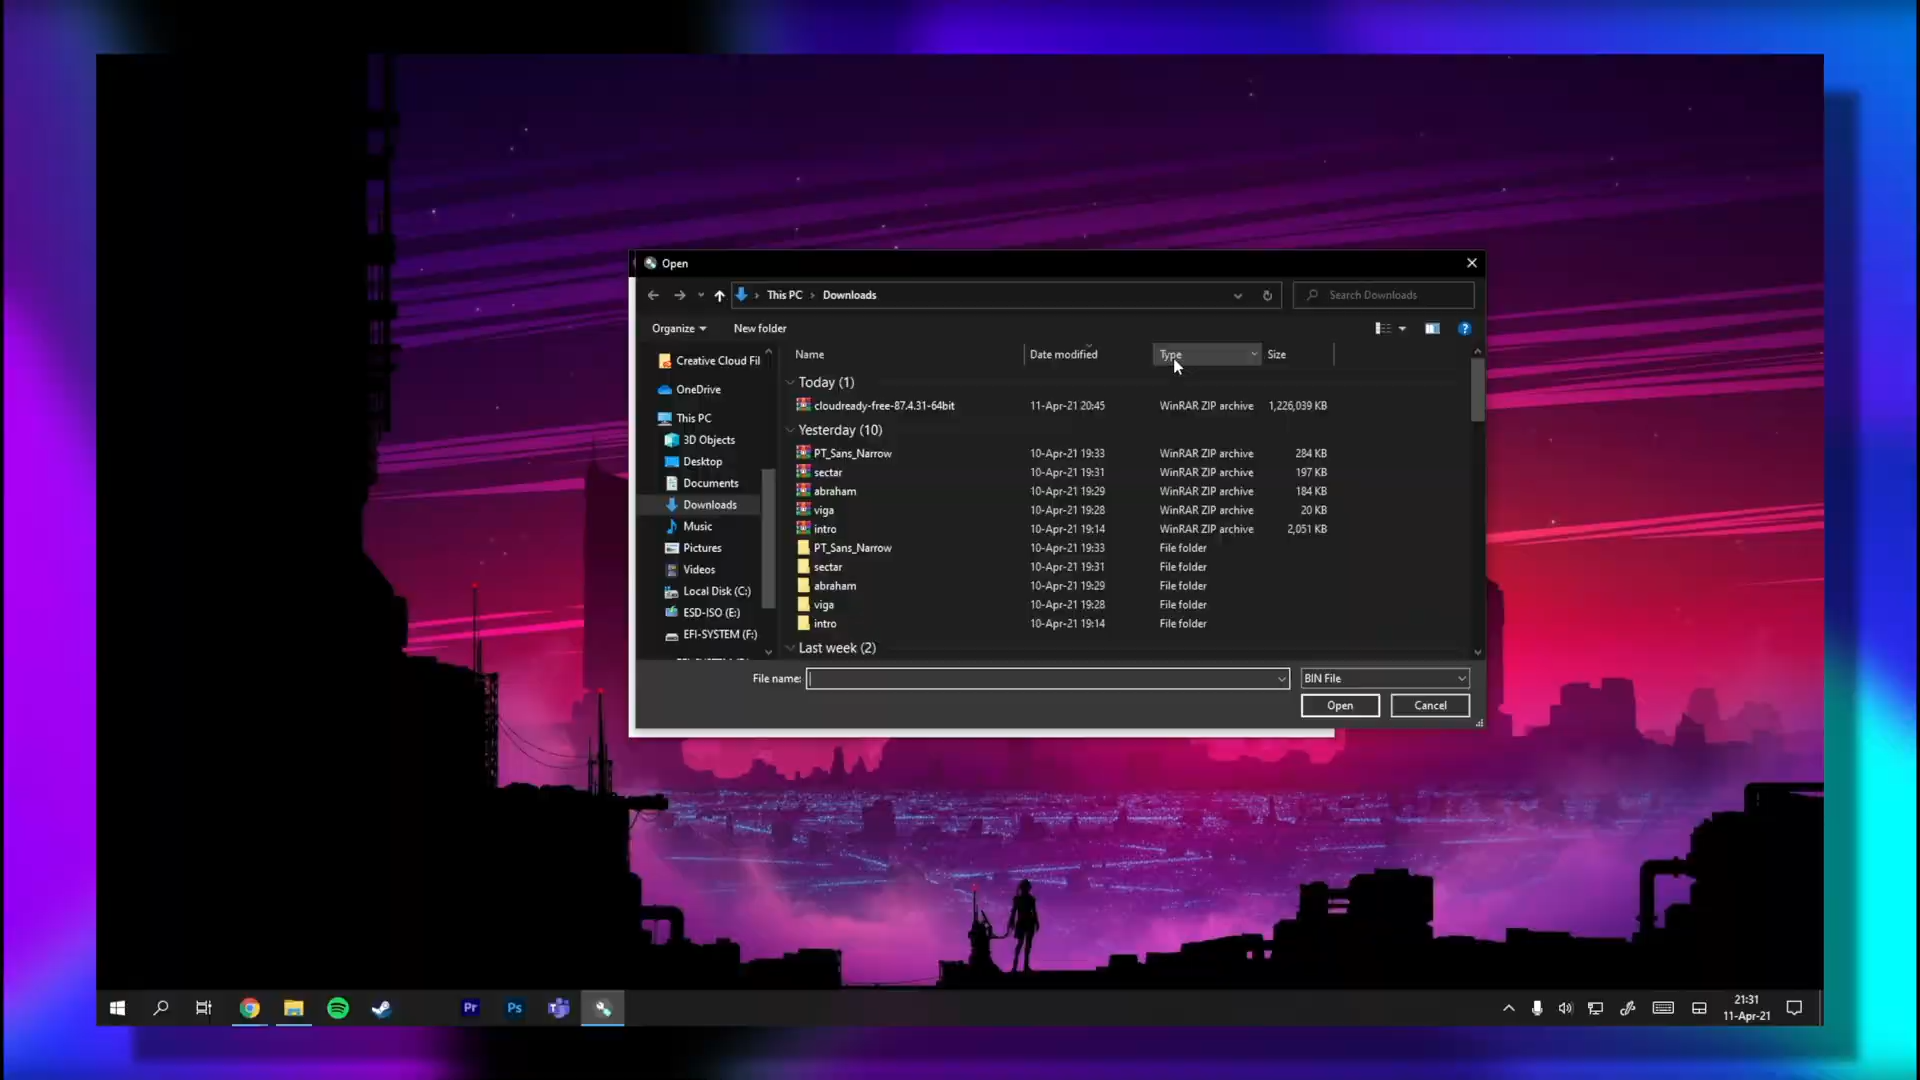 Open
This PC > Downloads
Search Downloads
Organize
New folder
Name Date modified Type Size
Creative Cloud Fil
OneDrive
This PC
3D Objects
Desktop
Documents
Downloads
Music
Pictures
Videos
Local Disk (C:)
ESD-ISO (E:)
EFI-SYSTEM (F:)
Today (1)
cloudready-free-87.4.31-64bit 11-Apr-21 20:45 WinRAR ZIP archive 1,226,039 KB
Yesterday (10)
PT_Sans_Narrow 10-Apr-21 19:33 WinRAR ZIP archive 284 KB
sectar 10-Apr-21 19:31 WinRAR ZIP archive 197 KB
abraham 10-Apr-21 19:29 WinRAR ZIP archive 184 KB
viga 10-Apr-21 19:28 WinRAR ZIP archive 20 KB
intro 10-Apr-21 19:14 WinRAR ZIP archive 2,051 KB
PT_Sans_Narrow 10-Apr-21 19:33 File folder
sectar 10-Apr-21 19:31 File folder
abraham 10-Apr-21 19:29 File folder
viga 10-Apr-21 19:28 File folder
intro 10-Apr-21 19:14 File folder
Last week (2)
File name:
BIN File
Open
Cancel
Pr
Ps
21:31
11-Apr-21